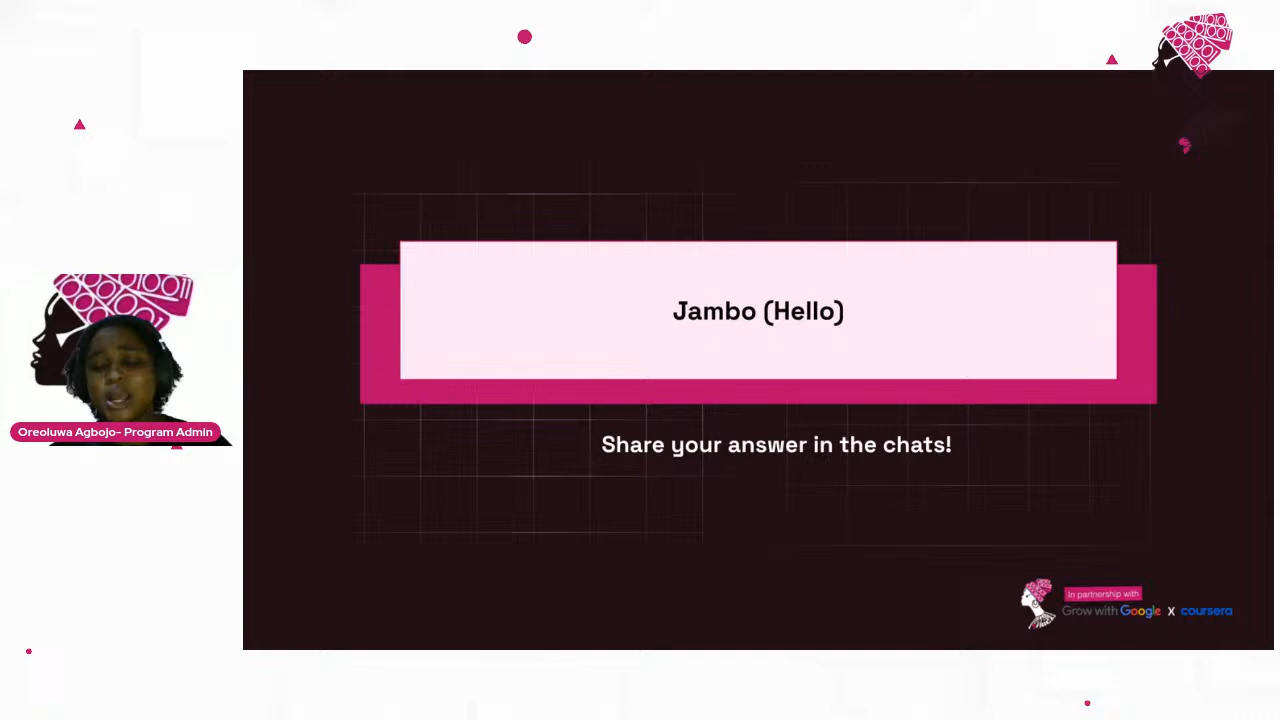 Jambo (Hello)
Share your answer in the chats!
Oreoluwa Agbojo- Program Admin
In partnership with
Grow with Google X coursera